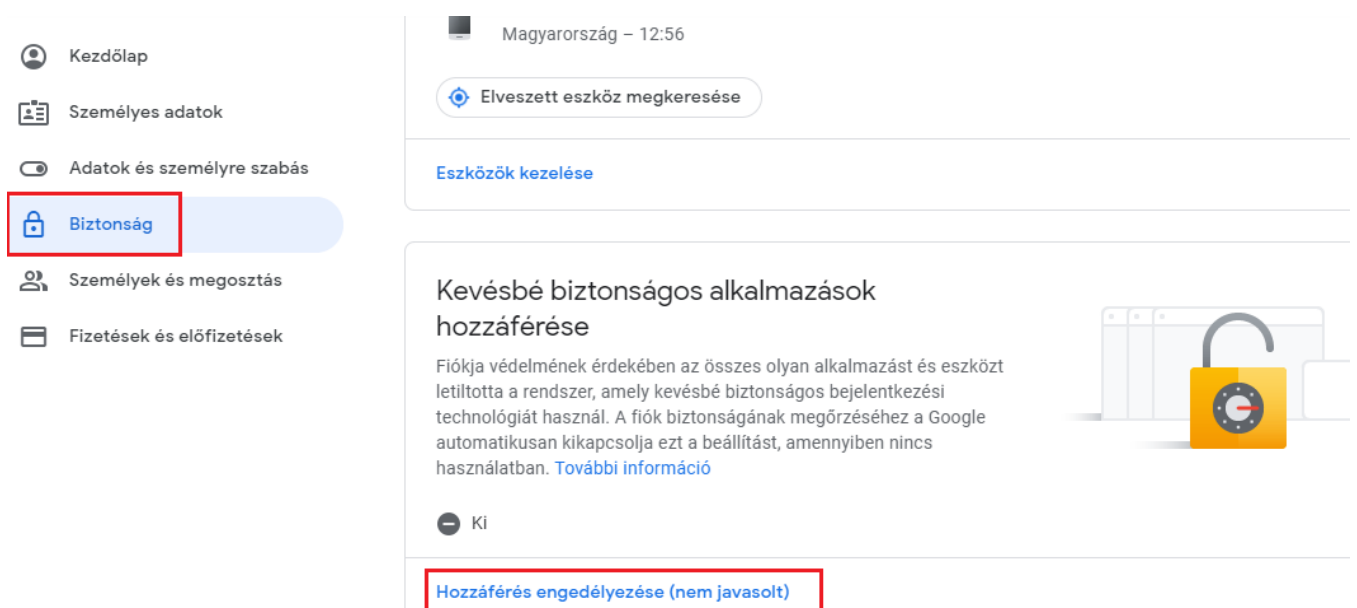 Kezdőlap
Személyes adatok
Adatok és személyre szabás
Biztonság
Személyek és megosztás
Fizetések és előfizetések
Magyarország – 12:56
Elveszett eszköz megkeresése
Eszközök kezelése
Kevésbé biztonságos alkalmazások
hozzáférése
Fiókja védelmének érdekében az összes olyan alkalmazást és eszközt
letiltotta a rendszer, amely kevésbé biztonságos bejelentkezési
technológiát használ. A fiók biztonságának megőrzéséhez a Google
automatikusan kikapcsolja ezt a beállítást, amennyiben nincs
használatban. További információ
Ki
Hozzáférés engedélyezése (nem javasolt)